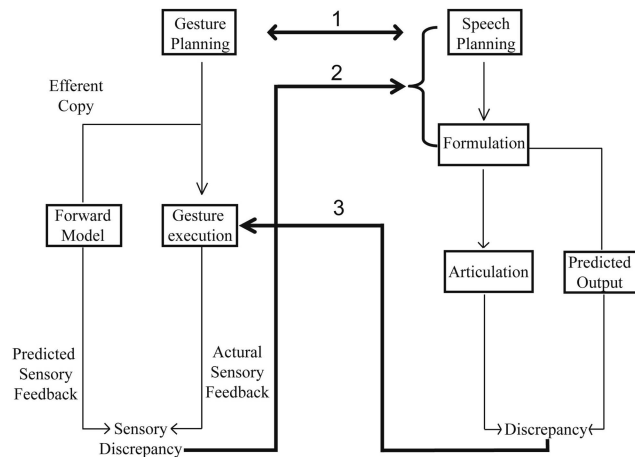 Gesture
Planning
1
Speech
Planning
Efferent
Copy
2
Formulation
Forward
Model
Gesture
execution
3
Articulation
Predicted
Output
Predicted
Sensory
Feedback
Actural
Sensory
Feedback
Sensory
Discrepancy
Discrepancy